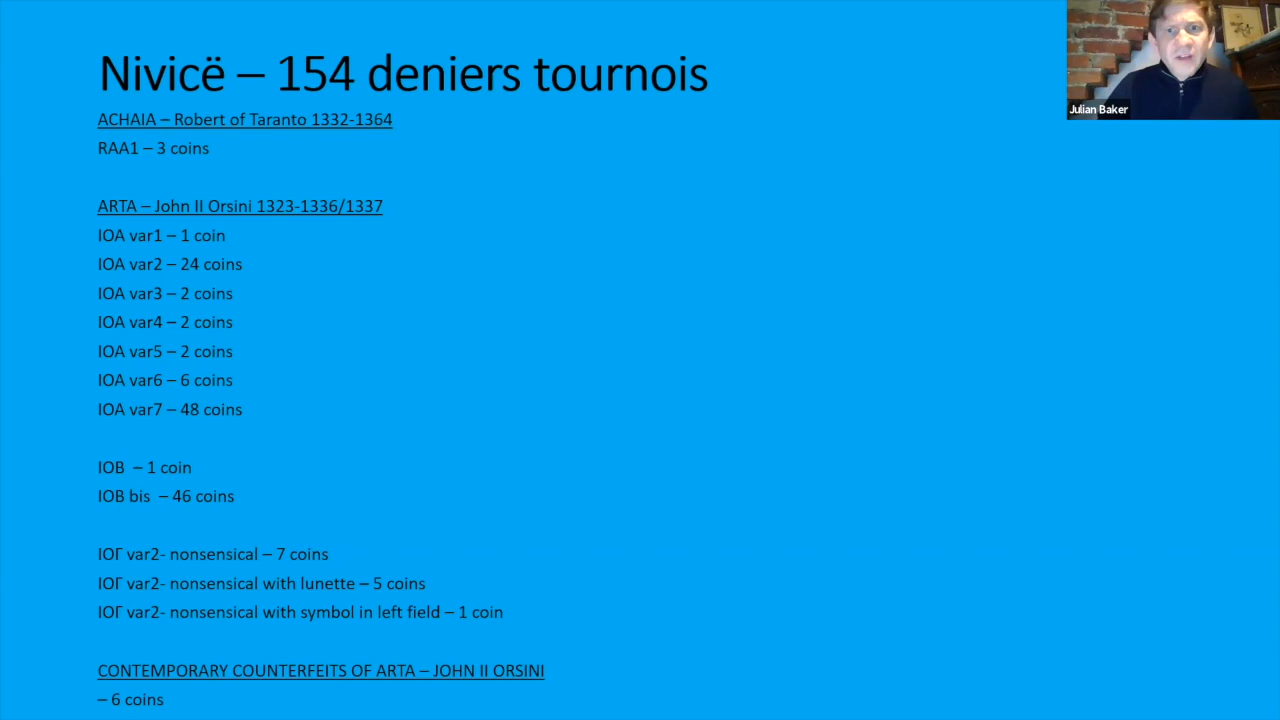 Nivicë – 154 deniers tournois
Julian Baker
ACHAIA – Robert of Taranto 1332-1364
RAA1 – 3 coins
ARTA – John II Orsini 1323-1336/1337
IOA var1 – 1 coin
IOA var2 – 24 coins
IOA var3 – 2 coins
IOA var4 – 2 coins
IOA var5 – 2 coins
IOA var6 – 6 coins
IOA var7 – 48 coins
IOB – 1 coin
IOB bis – 46 coins
IOΓ var2- nonsensical – 7 coins
IOΓ var2- nonsensical with lunette – 5 coins
IOΓ var2- nonsensical with symbol in left field – 1 coin
CONTEMPORARY COUNTERFEITS OF ARTA – JOHN II ORSINI
– 6 coins